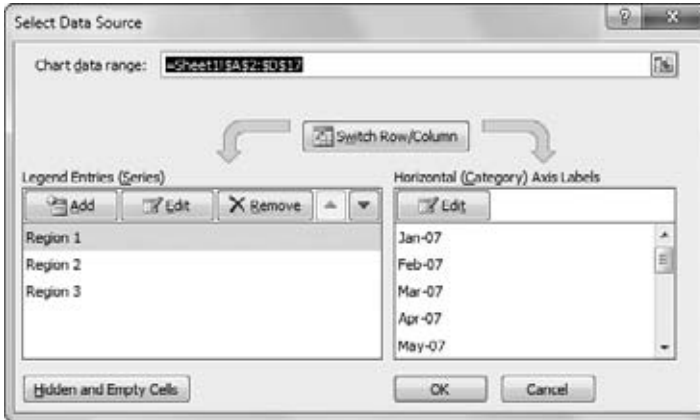 Select Data Source
Chart data range: =Sheet1!$A$2:$D$17
Switch Row/Column
Legend Entries (Series)
Add Edit Remove
Region 1
Region 2
Region 3
Horizontal (Category) Axis Labels
Edit
Jan-07
Feb-07
Mar-07
Apr-07
May-07
Hidden and Empty Cells
OK Cancel